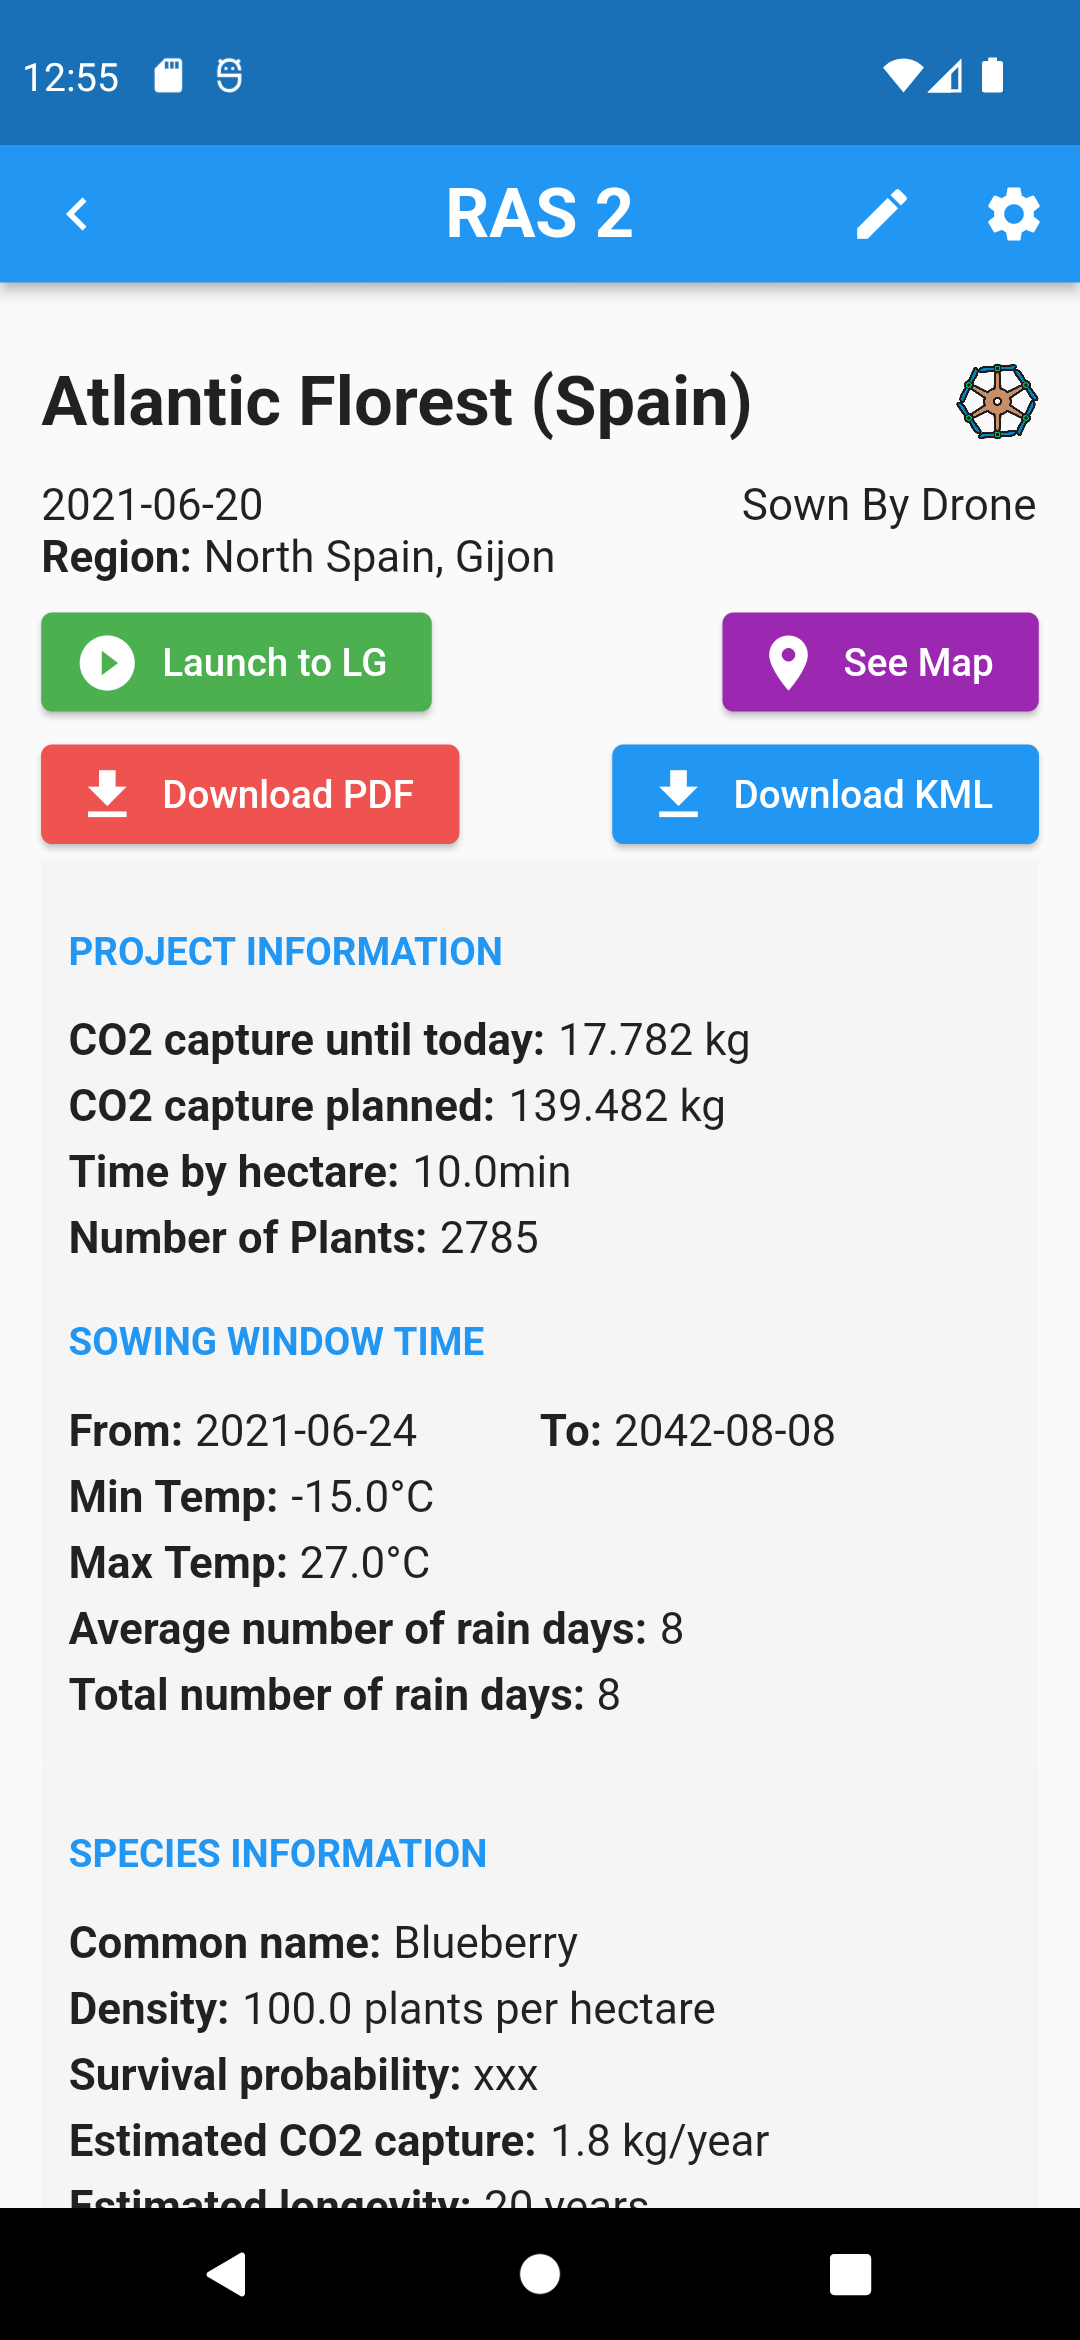 12:55
RAS 2
Atlantic Florest (Spain)
2021-06-20 Sown By Drone
Region: North Spain, Gijon
Launch to LG See Map
Download PDF Download KML
PROJECT INFORMATION
CO2 capture until today: 17.782 kg
CO2 capture planned: 139.482 kg
Time by hectare: 10.0min
Number of Plants: 2785
SOWING WINDOW TIME
From: 2021-06-24 To: 2042-08-08
Min Temp: -15.0°C
Max Temp: 27.0°C
Average number of rain days: 8
Total number of rain days: 8
SPECIES INFORMATION
Common name: Blueberry
Density: 100.0 plants per hectare
Survival probability: xxx
Estimated CO2 capture: 1.8 kg/year
Estimated longevity: 20 years